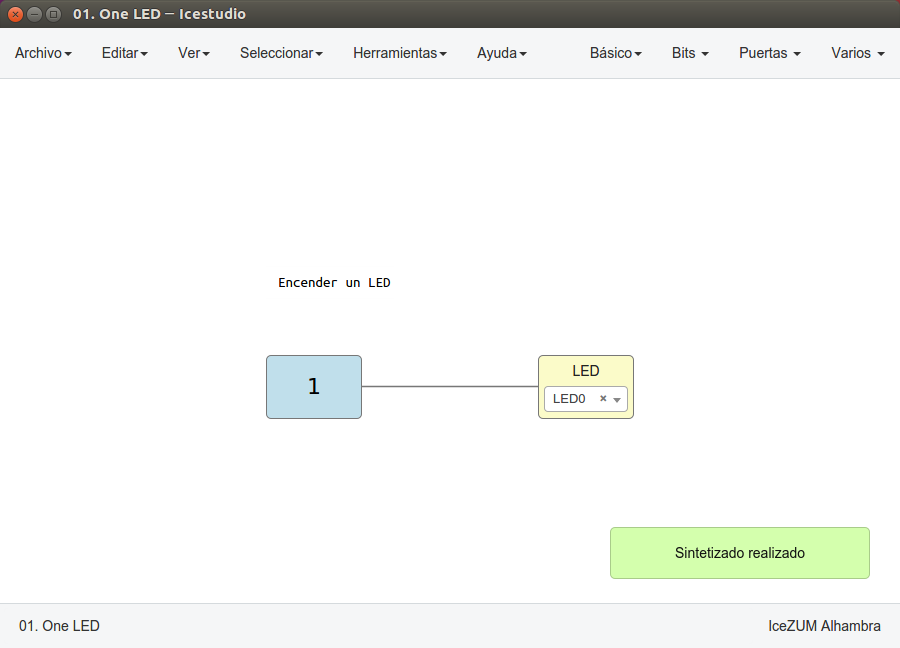 01. One LED — Icestudio
Archivo Editar Ver Seleccionar Herramientas Ayuda Básico Bits Puertas Varios
Encender un LED
1
LED
LED0 ×
Sintetizado realizado
01. One LED IceZUM Alhambra